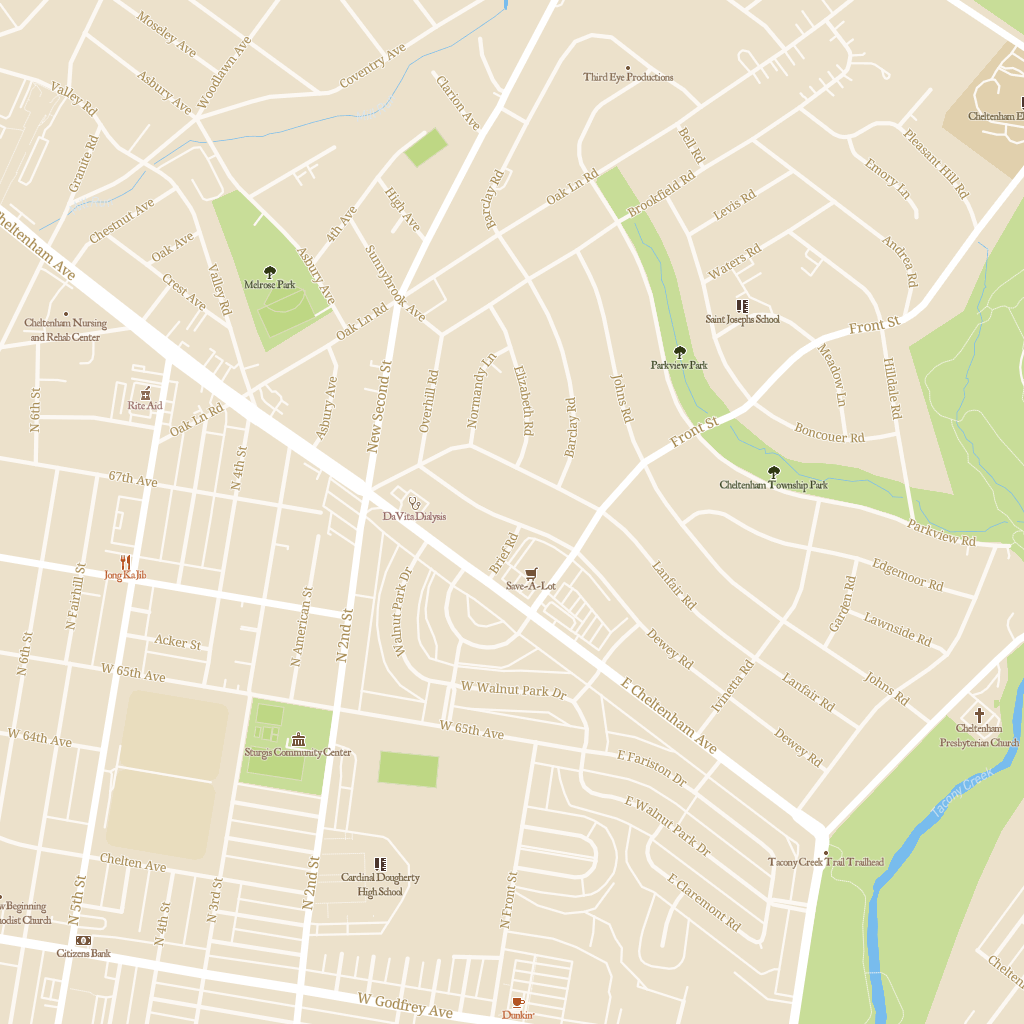 Moseley Ave
Woodlawn Ave
Coventry Ave
Asbury Ave
Valley Rd
Clarion Ave
Third Eye Productions
Cheltenham El
Granite Rd
Bell Rd
Pleasant Hill Rd
Emory Ln
Barclay Rd
Oak Ln Rd
Brookfield Rd
Levis Rd
Chestnut Ave
4th Ave
High Ave
Oak Ave
Cheltenham Ave
Crest Ave
Valley Rd
Asbury Ave
Sunnybrook Ave
Waters Rd
Andrea Rd
Melrose Park
Saint Josephs School
Cheltenham Nursing
and Rehab Center
Oak Ln Rd
Front St
Parkview Park
Meadow Ln
Hilldale Rd
Rite Aid
N 6th St
Oak Ln Rd
Asbury Ave
New second St
Overhill Rd
Normandy Ln
Elizabeth Rd
Barclay Rd
Johns Rd
Front St
Boncouer Rd
N 4th St
67th Ave
Cheltenham Township Park
DaVita Dialysis
Parkview Rd
Brief Rd
Jong Ka Jib
Save-A-Lot
Edgemoor Rd
N Fairhill St
Walnut Park Dr
Lanfair Rd
Garden Rd
N American St
N 2nd St
Lawnside Rd
Acker St
N 6th St
Dewey Rd
W 65th Ave
W Walnut Park Dr
E Cheltenham Ave
Ivinetta Rd
Lanfair Rd
Johns Rd
W 64th Ave
W 65th Ave
Sturgis Community Center
Dewey Rd
Cheltenham
Presbyterian Church
E Fariston Dr
Tacony Creek
E Walnut Park Dr
Chelten Ave
Tacony Creek Trail Trailhead
Cardinal Dougherty
High School
N 5th St
N 3rd St
N 2nd St
N Front St
E Claremont Rd
w Beginning
odist Church
N 4th St
Citizens Bank
Cheltenh
W Godfrey Ave
Dunkin'